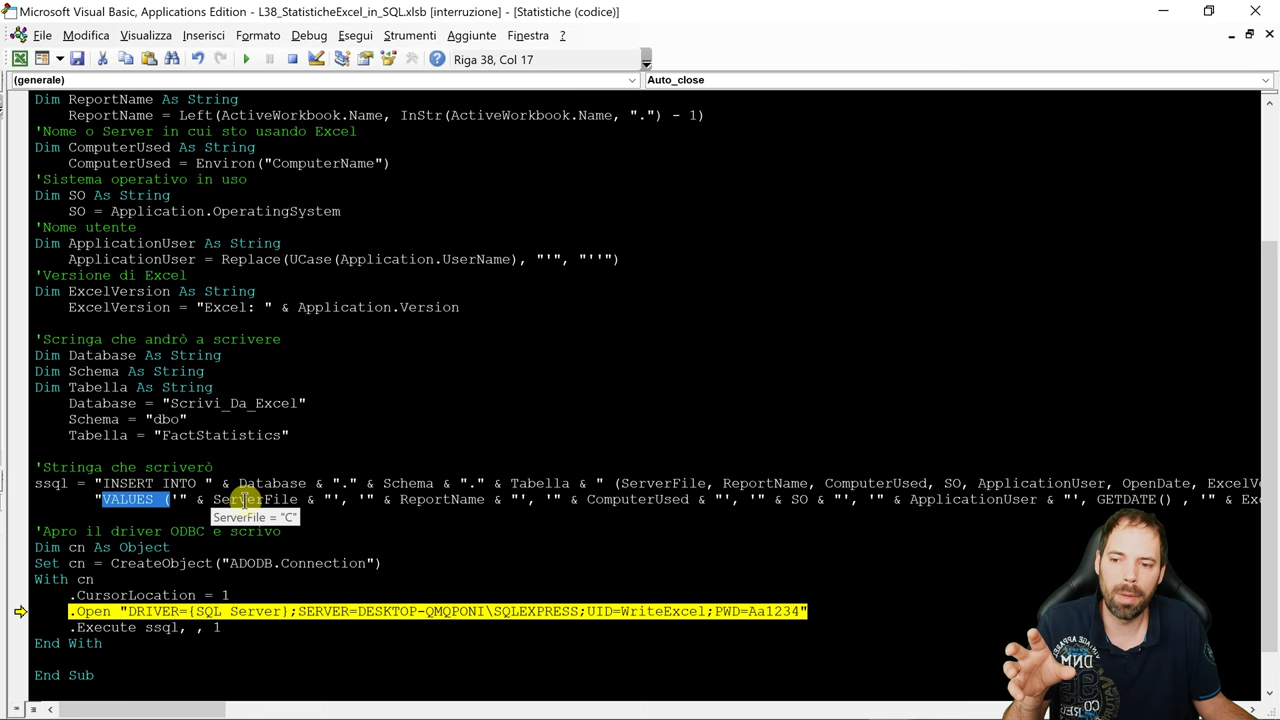 Microsoft Visual Basic, Applications Edition - L38_StatisticheExcel_in_SQL.xlsb [interruzione] - [Statistiche (codice)]
File Modifica Visualizza Inserisci Formato Debug Esegui Strumenti Aggiunte Finestra ?
Riga 38, Col 17
(generale) Auto_close
Dim ReportName As String
ReportName = Left(ActiveWorkbook.Name, InStr(ActiveWorkbook.Name, ".") - 1)
'Nome o Server in cui sto usando Excel
Dim ComputerUsed As String
ComputerUsed = Environ("ComputerName")
'Sistema operativo in uso
Dim SO As String
SO = Application.OperatingSystem
'Nome utente
Dim ApplicationUser As String
ApplicationUser = Replace(UCase(Application.UserName), "'", "''")
'Versione di Excel
Dim ExcelVersion As String
ExcelVersion = "Excel: " & Application.Version
'Scringa che andrò a scrivere
Dim Database As String
Dim Schema As String
Dim Tabella As String
Database = "Scrivi_Da_Excel"
Schema = "dbo"
Tabella = "FactStatistics"
'Stringa che scriverò
ssql = "INSERT INTO " & Database & "." & Schema & "." & Tabella & " (ServerFile, ReportName, ComputerUsed, SO, ApplicationUser, OpenDate, ExcelV
"VALUES ('" & ServerFile & "', '" & ReportName & "', '" & ComputerUsed & "', '" & SO & "', '" & ApplicationUser & "', GETDATE() , '" & Ex
ServerFile = "C"
'Apro il driver ODBC e scrivo
Dim cn As Object
Set cn = CreateObject("ADODB.Connection")
With cn
.CursorLocation = 1
.Open "DRIVER={SQL Server};SERVER=DESKTOP-QMQPONI\SQLEXPRESS;UID=WriteExcel;PWD=Aa1234"
.Execute ssql, , 1
End With
End Sub